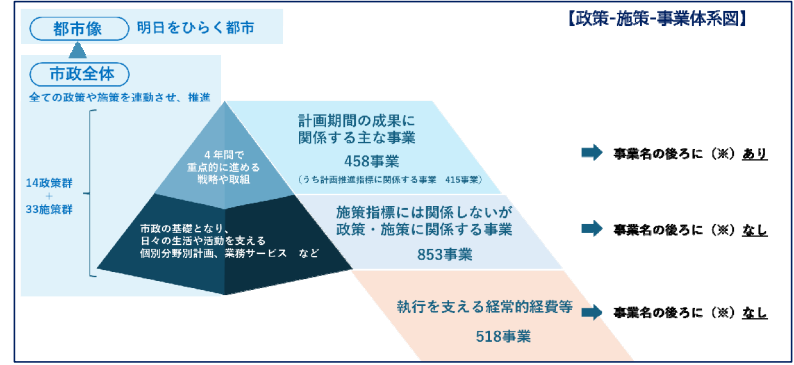 【政策-施策-事業体系図】
都市像
明日をひらく都市
市政全体
全ての政策や施策を連動させ、推進
14政策群
+
33施策群
４年間で
重点的に進める
戦略や取組
市政の基礎となり、
日々の生活や活動を支える
個別分野別計画、業務サービス　など
計画期間の成果に
関係する主な事業
458事業
（うち計画推進指標に関係する事業　415事業）
事業名の後ろに（※）あり
施策指標には関係しないが
政策・施策に関係する事業
853事業
事業名の後ろに（※）なし
執行を支える経常的経費等
518事業
事業名の後ろに（※）なし